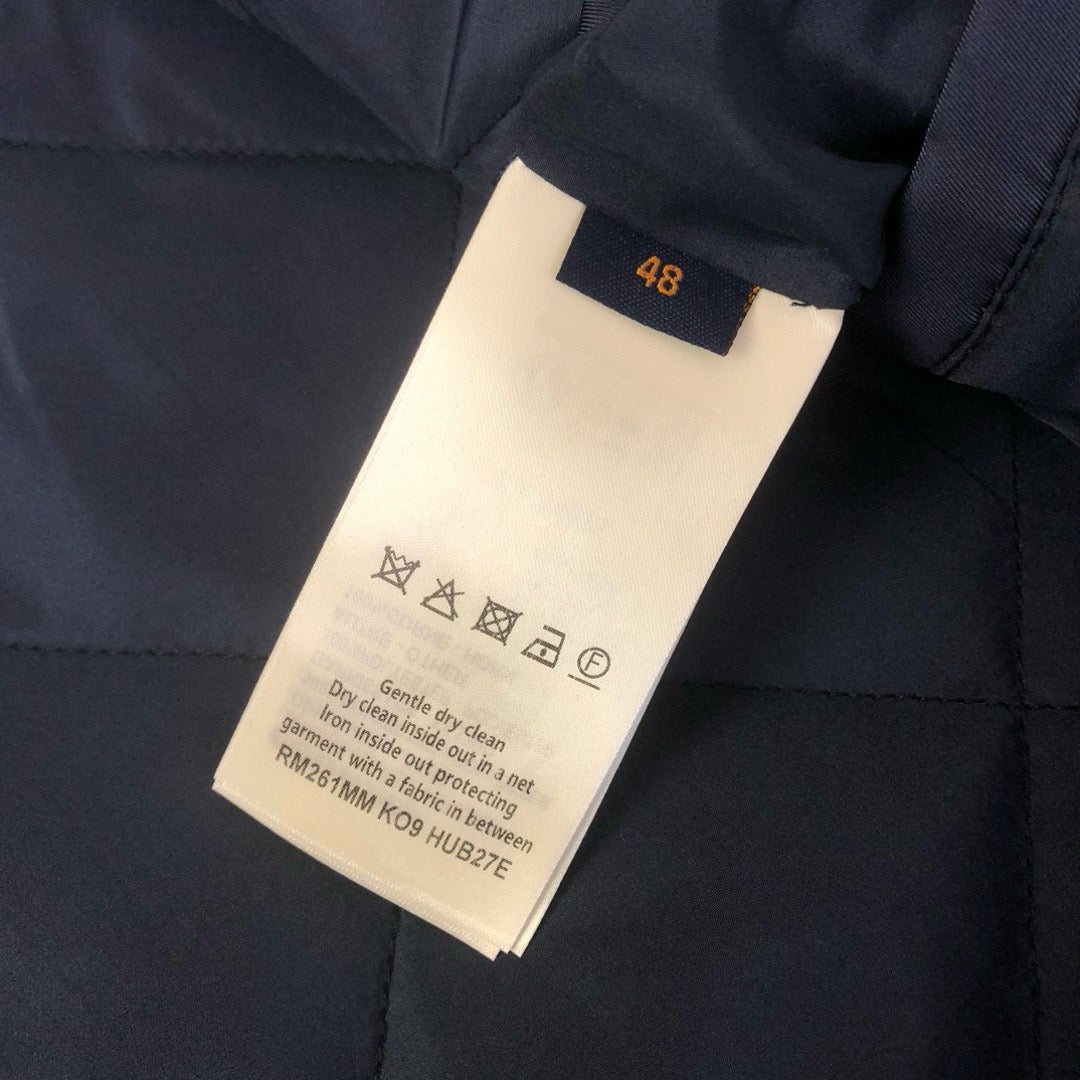 48
F
Gentle dry clean
Dry clean inside out in a net
Iron inside out protecting
garment with a fabric in between
RM261MM KO9 HUB27E